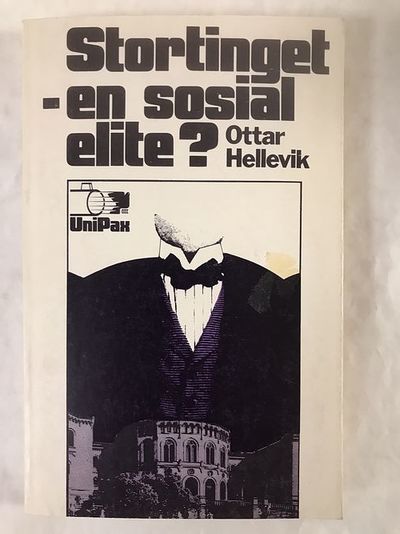 Stortinget
- en sosial
elite?
Ottar
Hellevik
UniPax